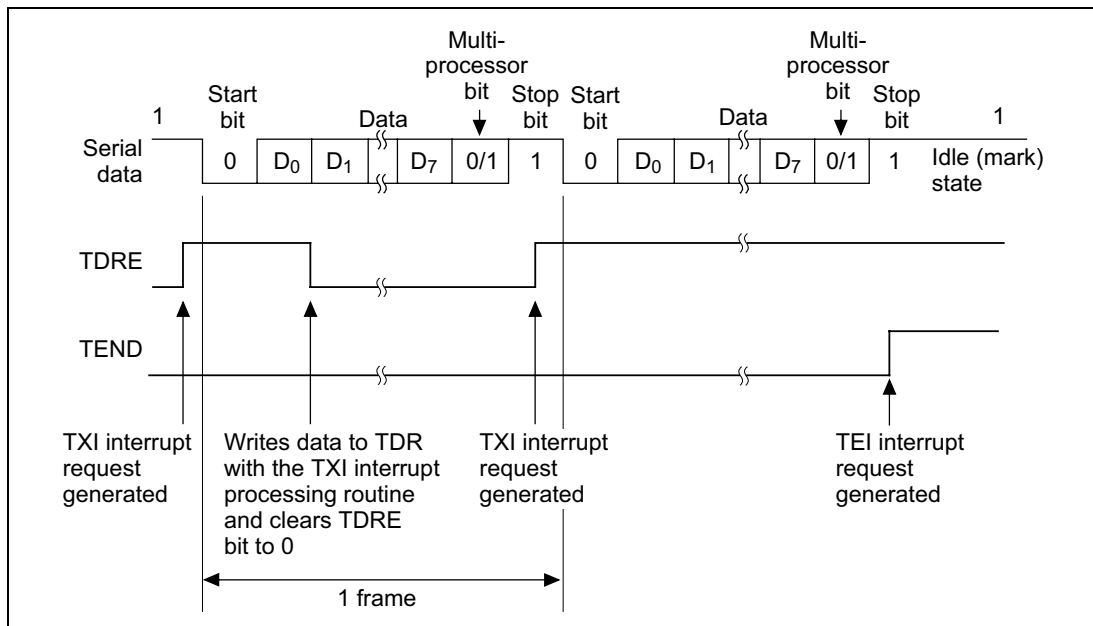 Multi-
processor
bit
Multi-
processor
bit
1 Start
bit
Data
Stop
bit
Start
bit
Data
Stop
bit
1
Serial
data
0 D0 D1 D7 0/1 1 0 D0 D1 D7 0/1 1
Idle (mark)
state
TDRE
TEND
TXI interrupt
request
generated
Writes data to TDR
with the TXI interrupt
processing routine
and clears TDRE
bit to 0
TXI interrupt
request
generated
TEI interrupt
request
generated
1 frame